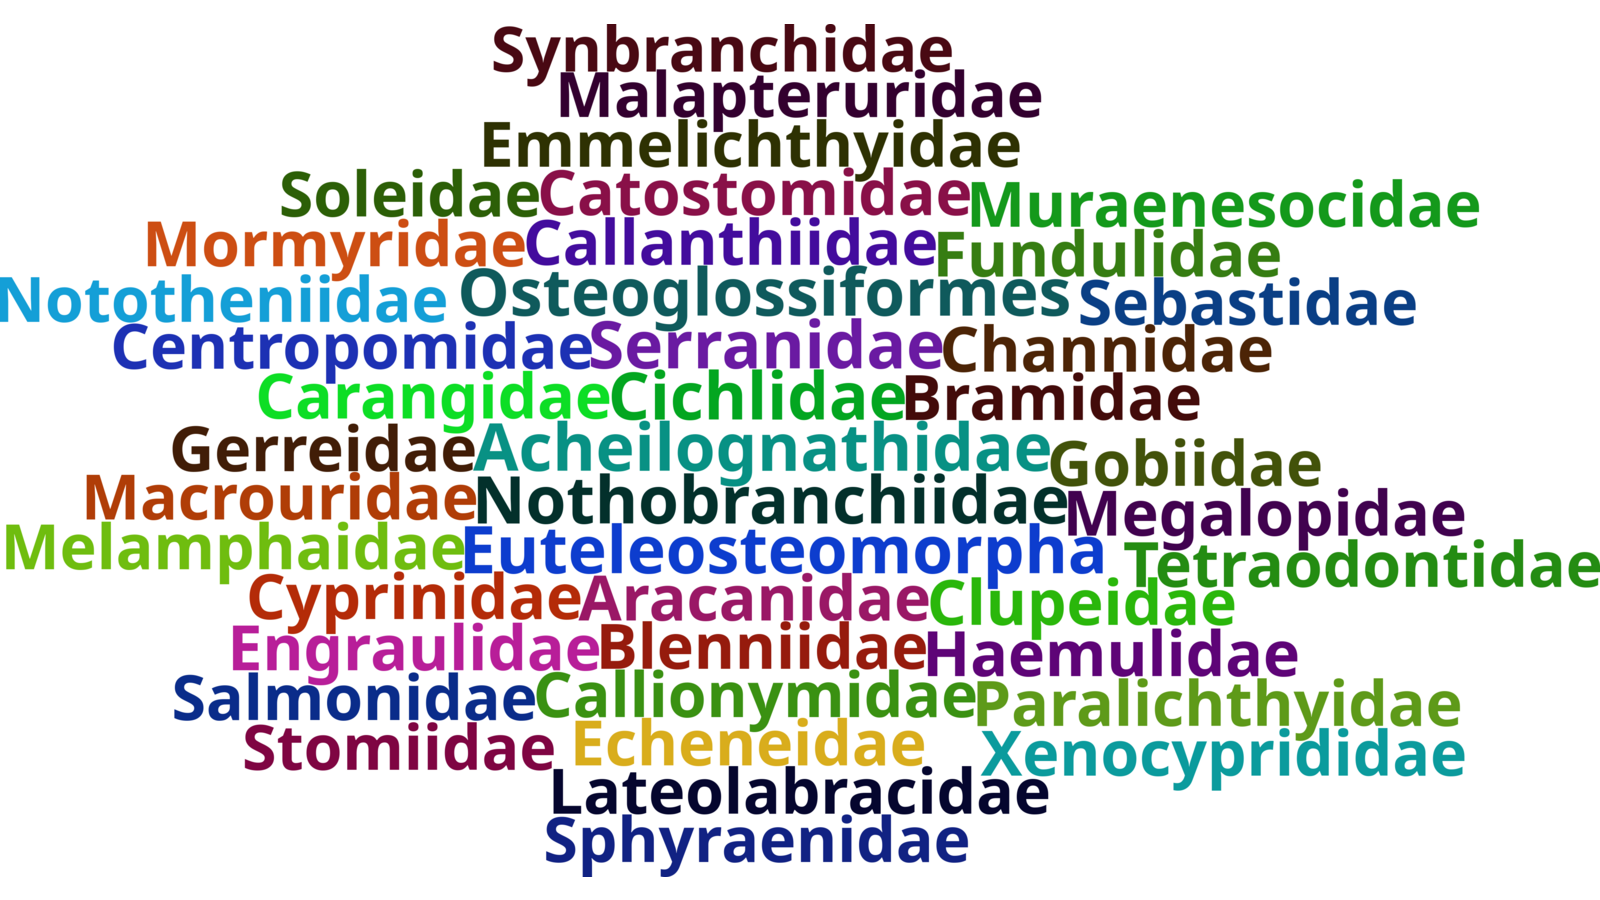 Synbranchidae
Malapteruridae
Emmelichthyidae
Soleidae Catostomidae Muraenesocidae
Mormyridae Callanthiidae Fundulidae
Nototheniidae Osteoglossiformes Sebastidae
Centropomidae Serranidae Channidae
Carangidae Cichlidae Bramidae
Gerreidae Acheilognathidae Gobiidae
Macrouridae Nothobranchiidae Megalopidae
Melamphaidae Euteleosteomorpha Tetraodontidae
Cyprinidae Aracanidae Clupeidae
Engraulidae Blenniidae Haemulidae
Salmonidae Callionymidae Paralichthyidae
Stomiidae Echeneidae Xenocyprididae
Lateolabracidae
Sphyraenidae